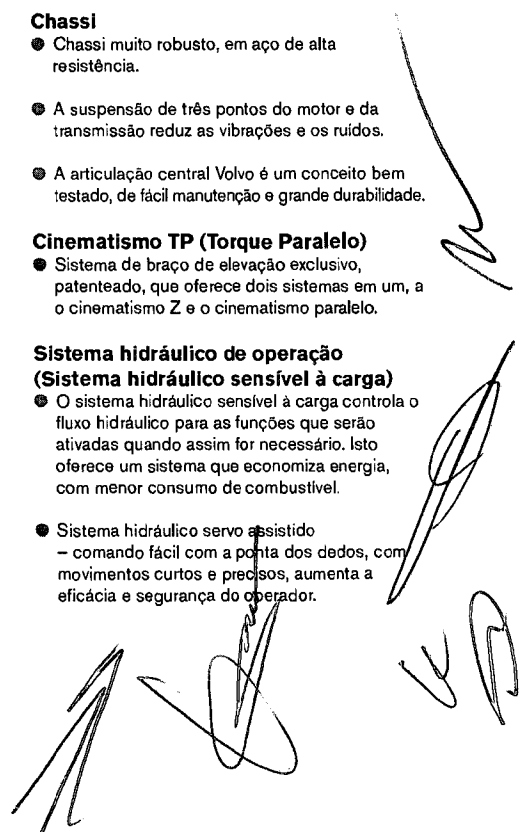 Chassi
● Chassi muito robusto, em aço de alta
resistência.
● A suspensão de três pontos do motor e da
transmissão reduz as vibrações e os ruídos.
● A articulação central Volvo é um conceito bem
testado, de fácil manutenção e grande durabilidade.
Cinematismo TP (Torque Paralelo)
● Sistema de braço de elevação exclusivo,
patenteado, que oferece dois sistemas em um, a
o cinematismo Z e o cinematismo paralelo.
Sistema hidráulico de operação
(Sistema hidráulico sensível à carga)
● O sistema hidráulico sensível à carga controla o
fluxo hidráulico para as funções que serão
ativadas quando assim for necessário. Isto
oferece um sistema que economiza energia,
com menor consumo de combustível.
● Sistema hidráulico servo assistido
– comando fácil com a ponta dos dedos, com
movimentos curtos e precisos, aumenta a
eficácia e segurança do operador.